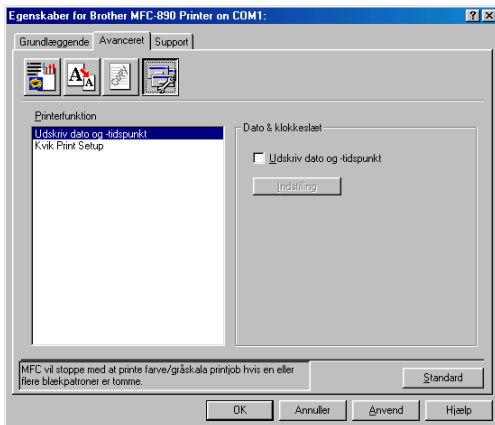 Egenskaber for Brother MFC-890 Printer on COM1:
Grundlæggende Avanceret Support
Printerfunktion
Udskriv dato og -tidspunkt
Kvik Print Setup
Dato & klokkeslæt
Udskriv dato og -tidspunkt
Indstilling
MFC vil stoppe med at printe farve/gråskala printjob hvis en eller
flere blækpatroner er tomme.
Standard
OK Annuller Anvend Hjælp